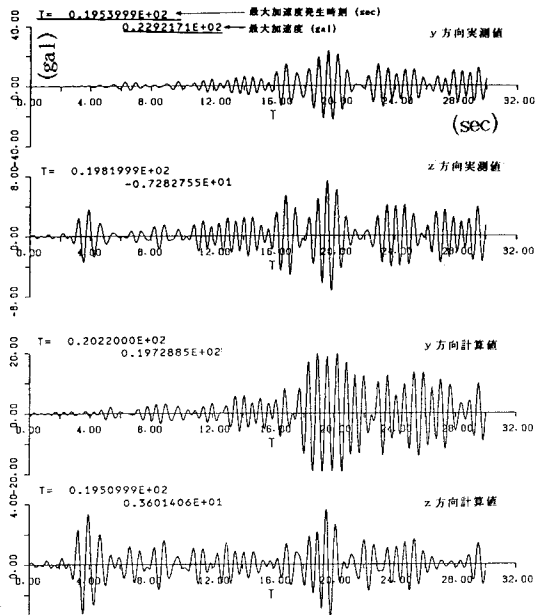 T= 0.1953999E+02 最大加速度発生時刻 (sec)
0.2292171E+02 最大加速度 (gal)
y 方向実測値
40.00
(gal)
0.00
-40.00
0.00 4.00 8.00 12.00 16.00 20.00 24.00 28.00 32.00
T
(sec)
T= 0.1981999E+02
-0.7282755E+01
z 方向実測値
8.00
0.00
-8.00
0.00 4.00 8.00 12.00 16.00 20.00 24.00 28.00 32.00
T
T= 0.2022000E+02
0.1972885E+02
y 方向計算値
20.00
0.00
-20.00
0.00 4.00 8.00 12.00 16.00 20.00 24.00 28.00 32.00
T
T= 0.1950999E+02
0.3601406E+01
z 方向計算値
4.00
0.00
0.00 4.00 8.00 12.00 16.00 20.00 24.00 28.00 32.00
T